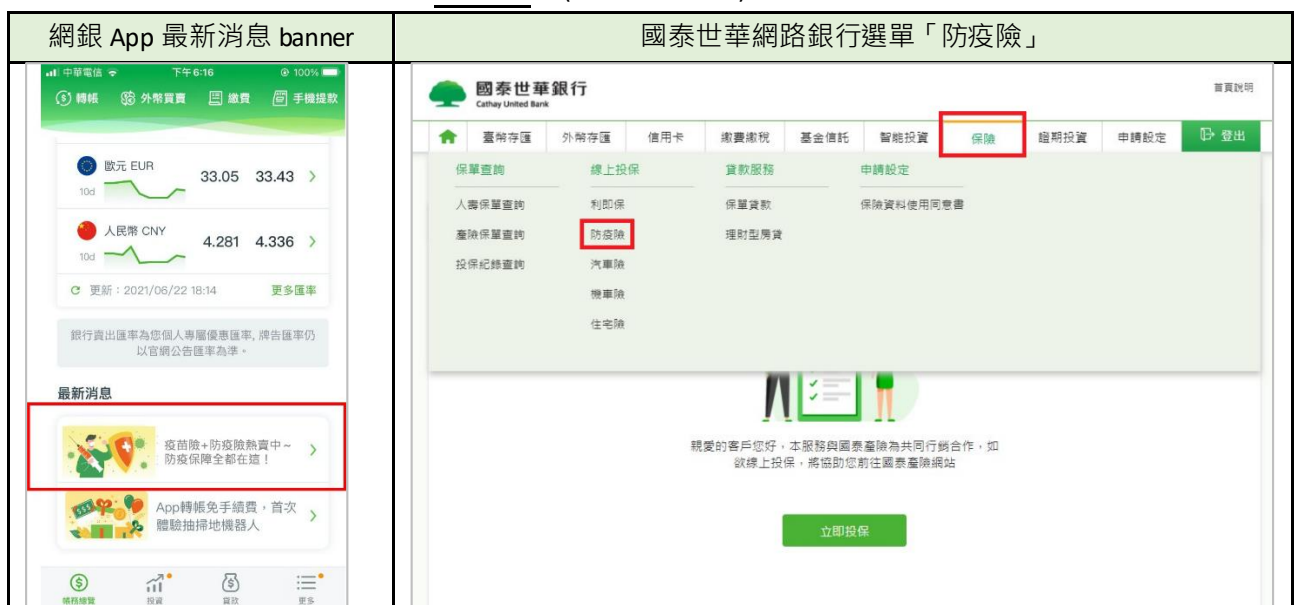 網銀 App 最新消息 banner
國泰世華網路銀行選單「防疫險」
中華電信
下午6:16
100%
轉帳
外幣買賣
繳費
手機提款
歐元 EUR
33.05
33.43
10d
人民幣 CNY
4.281
4.336
10d
更新：2021/06/22 18:14
更多匯率
銀行賣出匯率為您個人專屬優惠匯率, 牌告匯率仍
以官網公告匯率為準。
最新消息
疫苗險+防疫險熱賣中~
防疫保障全都在這！
App轉帳免手續費，首次
體驗抽掃地機器人
帳務總覽
投資
貸款
更多
國泰世華銀行
Cathay United Bank
首頁說明
臺幣存匯
外幣存匯
信用卡
繳費繳稅
基金信託
智能投資
保險
證期投資
申請設定
登出
保單查詢
線上投保
貸款服務
申請設定
人壽保單查詢
利即保
保單貸款
保險資料使用同意書
產險保單查詢
防疫險
理財型房貸
投保紀錄查詢
汽車險
機車險
住宅險
親愛的客戶您好，本服務與國泰產險為共同行銷合作，如
欲線上投保，將協助您前往國泰產險網站
立即投保